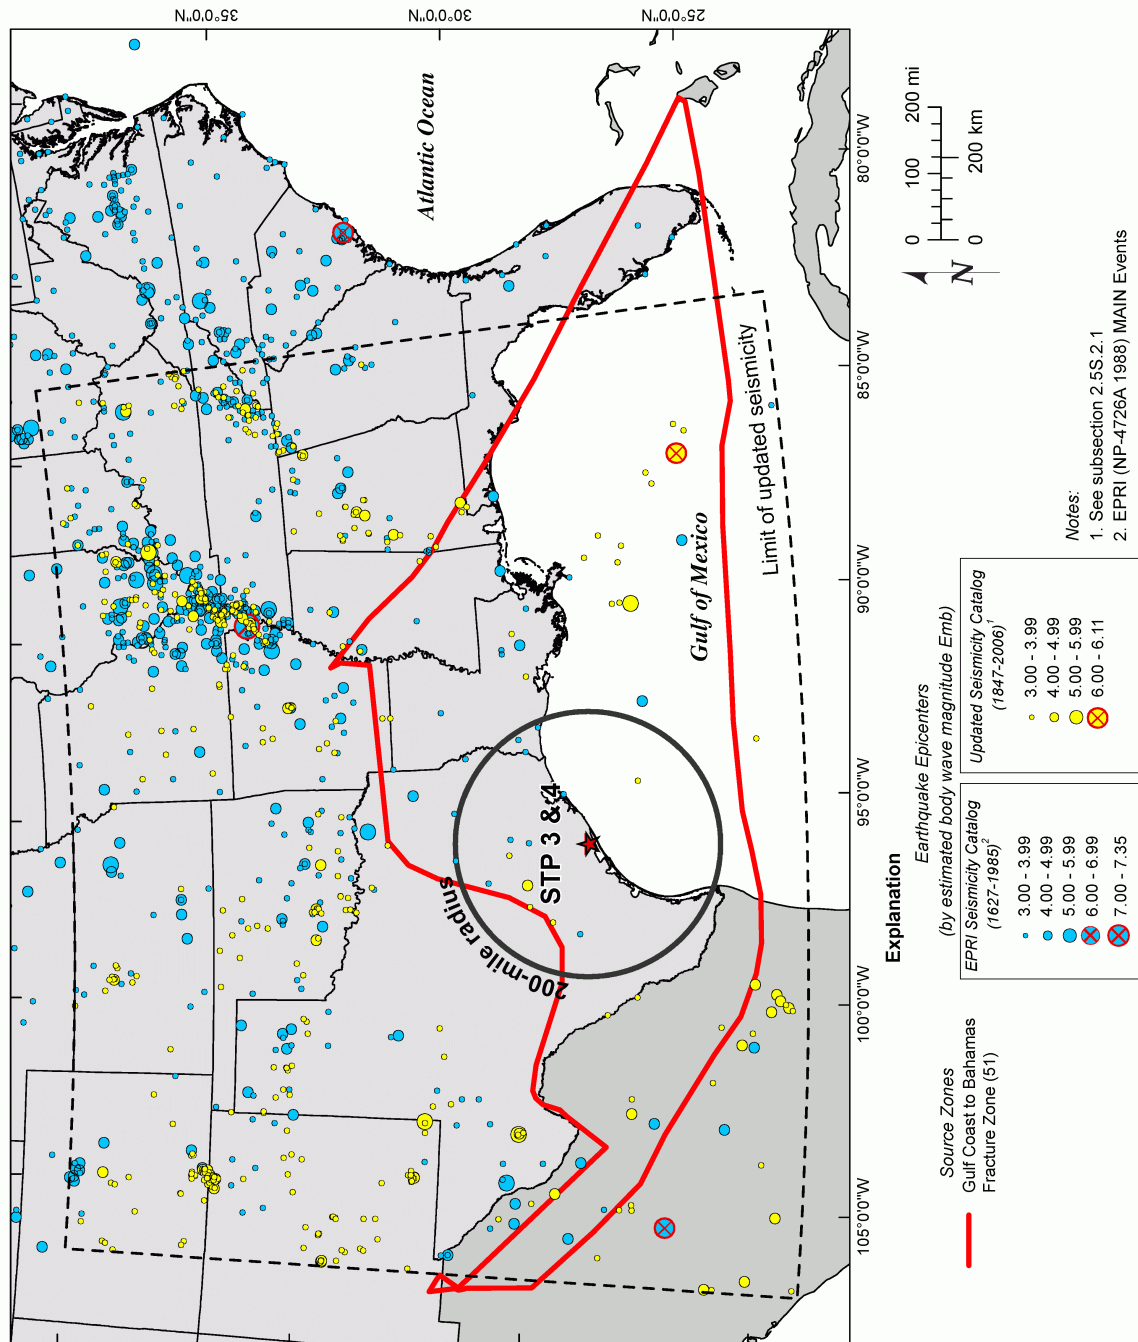 35°0'0"N
30°0'0"N
25°0'0"N
Atlantic Ocean
Gulf of Mexico
Limit of updated seismicity
STP 3 & 4
200-mile radius
80°0'0"W
85°0'0"W
90°0'0"W
95°0'0"W
100°0'0"W
105°0'0"W
0 100 200 mi
0 200 km
N
Explanation
Source Zones
Gulf Coast to Bahamas
Fracture Zone (51)
Earthquake Epicenters
(by estimated body wave magnitude Emb)
EPRI Seismicity Catalog
(1627-1985)²
3.00 - 3.99
4.00 - 4.99
5.00 - 5.99
6.00 - 6.99
7.00 - 7.35
Updated Seismicity Catalog
(1847-2006)¹
3.00 - 3.99
4.00 - 4.99
5.00 - 5.99
6.00 - 6.11
Notes:
1. See subsection 2.5S.2.1
2. EPRI (NP-4726A 1988) MAIN Events